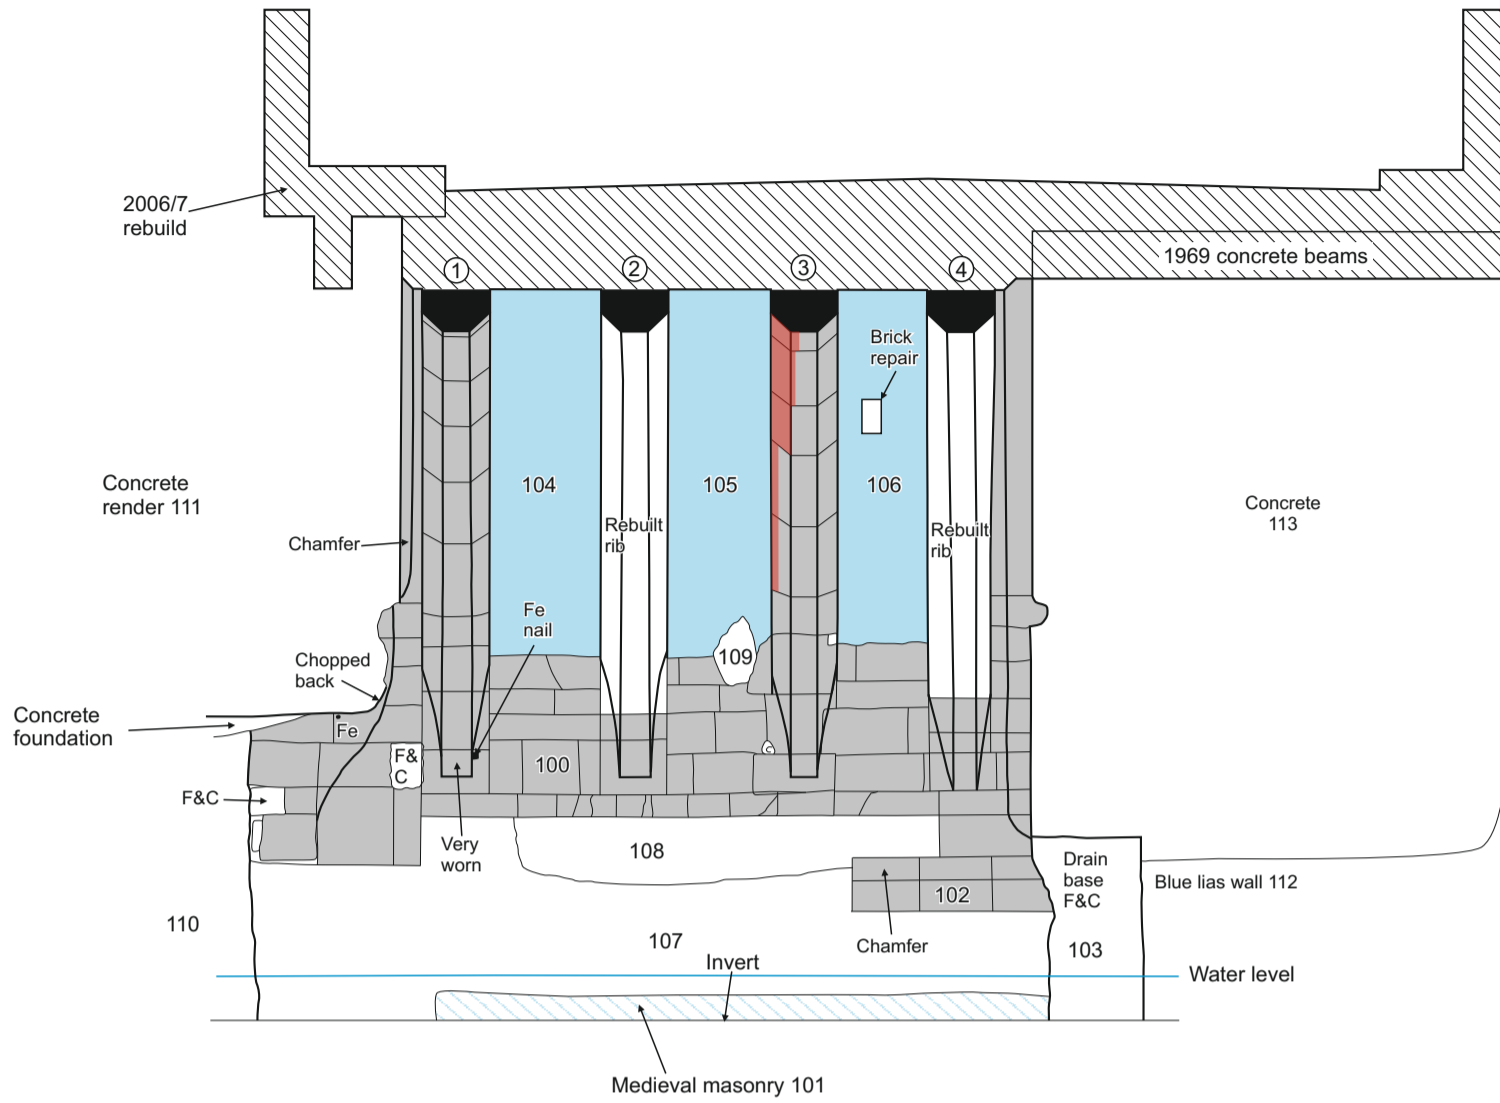 2006/7
rebuild
1969 concrete beams
1
2
3
4
Brick
repair
Concrete
render 111
104
105
106
Concrete
113
Chamfer
Rebuilt
rib
Rebuilt
rib
Fe
nail
Chopped
back
109
Concrete
foundation
Fe
F&
C
100
F&C
Very
worn
108
Drain
base
F&C
102
Blue lias wall 112
110
107
Chamfer
103
Invert
Water level
Medieval masonry 101